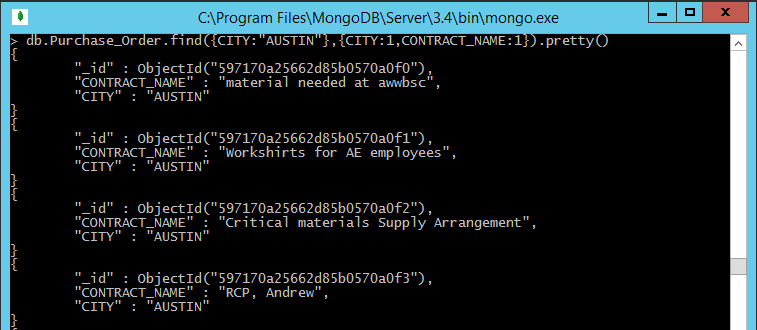 C:\Program Files\MongoDB\Server\3.4\bin\mongo.exe
> db.Purchase_Order.find({CITY:"AUSTIN"},{CITY:1,CONTRACT_NAME:1}).pretty()
{
        "_id" : ObjectId("597170a25662d85b0570a0f0"),
        "CONTRACT_NAME" : "material needed at awwbsc",
        "CITY" : "AUSTIN"
}
{
        "_id" : ObjectId("597170a25662d85b0570a0f1"),
        "CONTRACT_NAME" : "Workshirts for AE employees",
        "CITY" : "AUSTIN"
}
{
        "_id" : ObjectId("597170a25662d85b0570a0f2"),
        "CONTRACT_NAME" : "Critical materials Supply Arrangement",
        "CITY" : "AUSTIN"
}
{
        "_id" : ObjectId("597170a25662d85b0570a0f3"),
        "CONTRACT_NAME" : "RCP, Andrew",
        "CITY" : "AUSTIN"
}